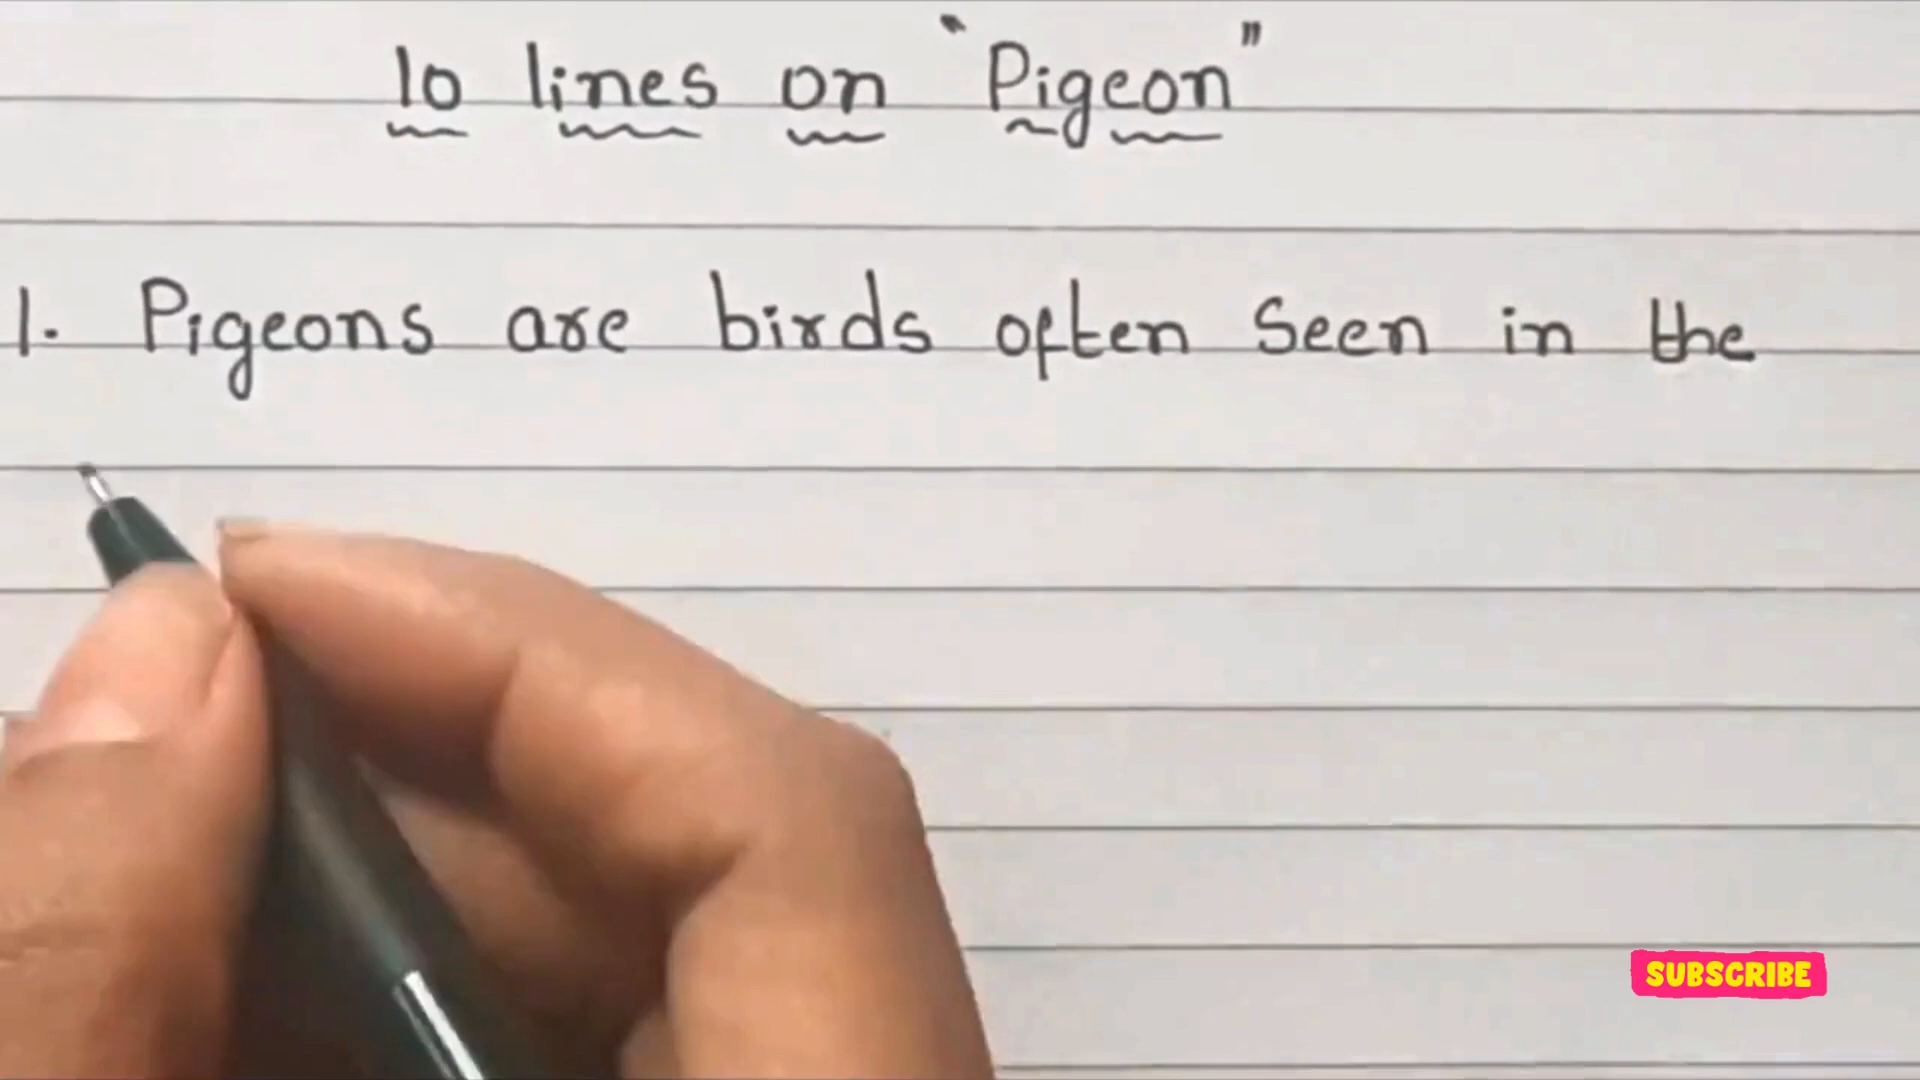 10 lines on "Pigeon"
1. Pigeons are birds often Seen in the
SUBSCRIBE